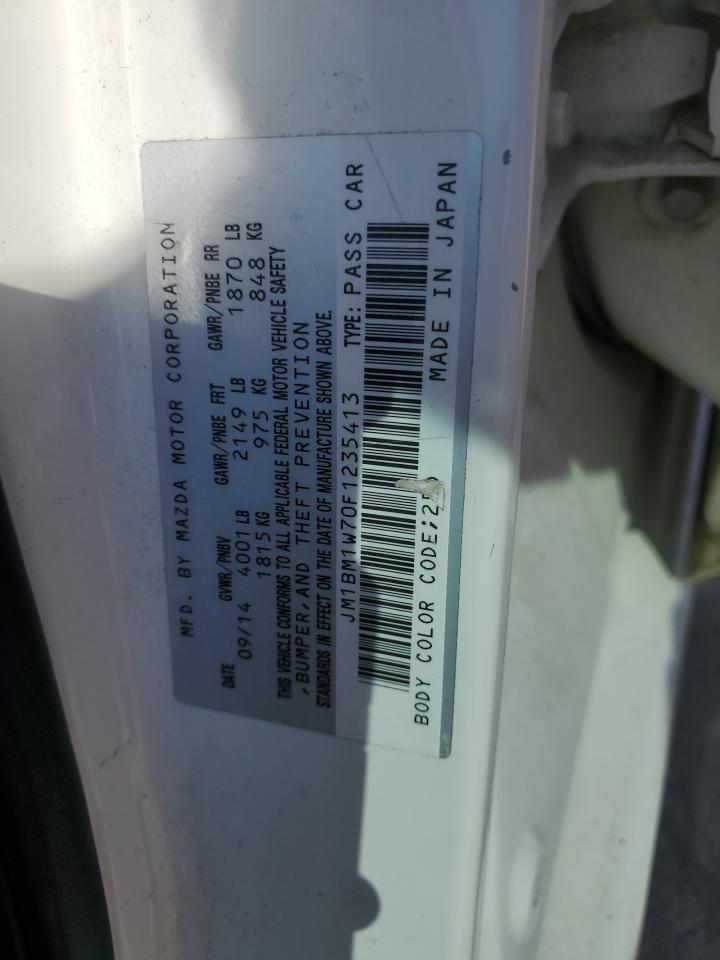 MFD. BY MAZDA MOTOR CORPORATION
DATE GVWR/PNBV GAWR/PNBE FRT GAWR/PNBE RR
09/14 4001 LB 2149 LB 1870 LB
1815 KG 975 KG 848 KG
THIS VEHICLE CONFORMS TO ALL APPLICABLE FEDERAL MOTOR VEHICLE SAFETY
, BUMPER, AND THEFT PREVENTION
STANDARDS IN EFFECT ON THE DATE OF MANUFACTURE SHOWN ABOVE.
JM1BM1W70F1235413 TYPE: PASS CAR
BODY COLOR CODE; MADE IN JAPAN